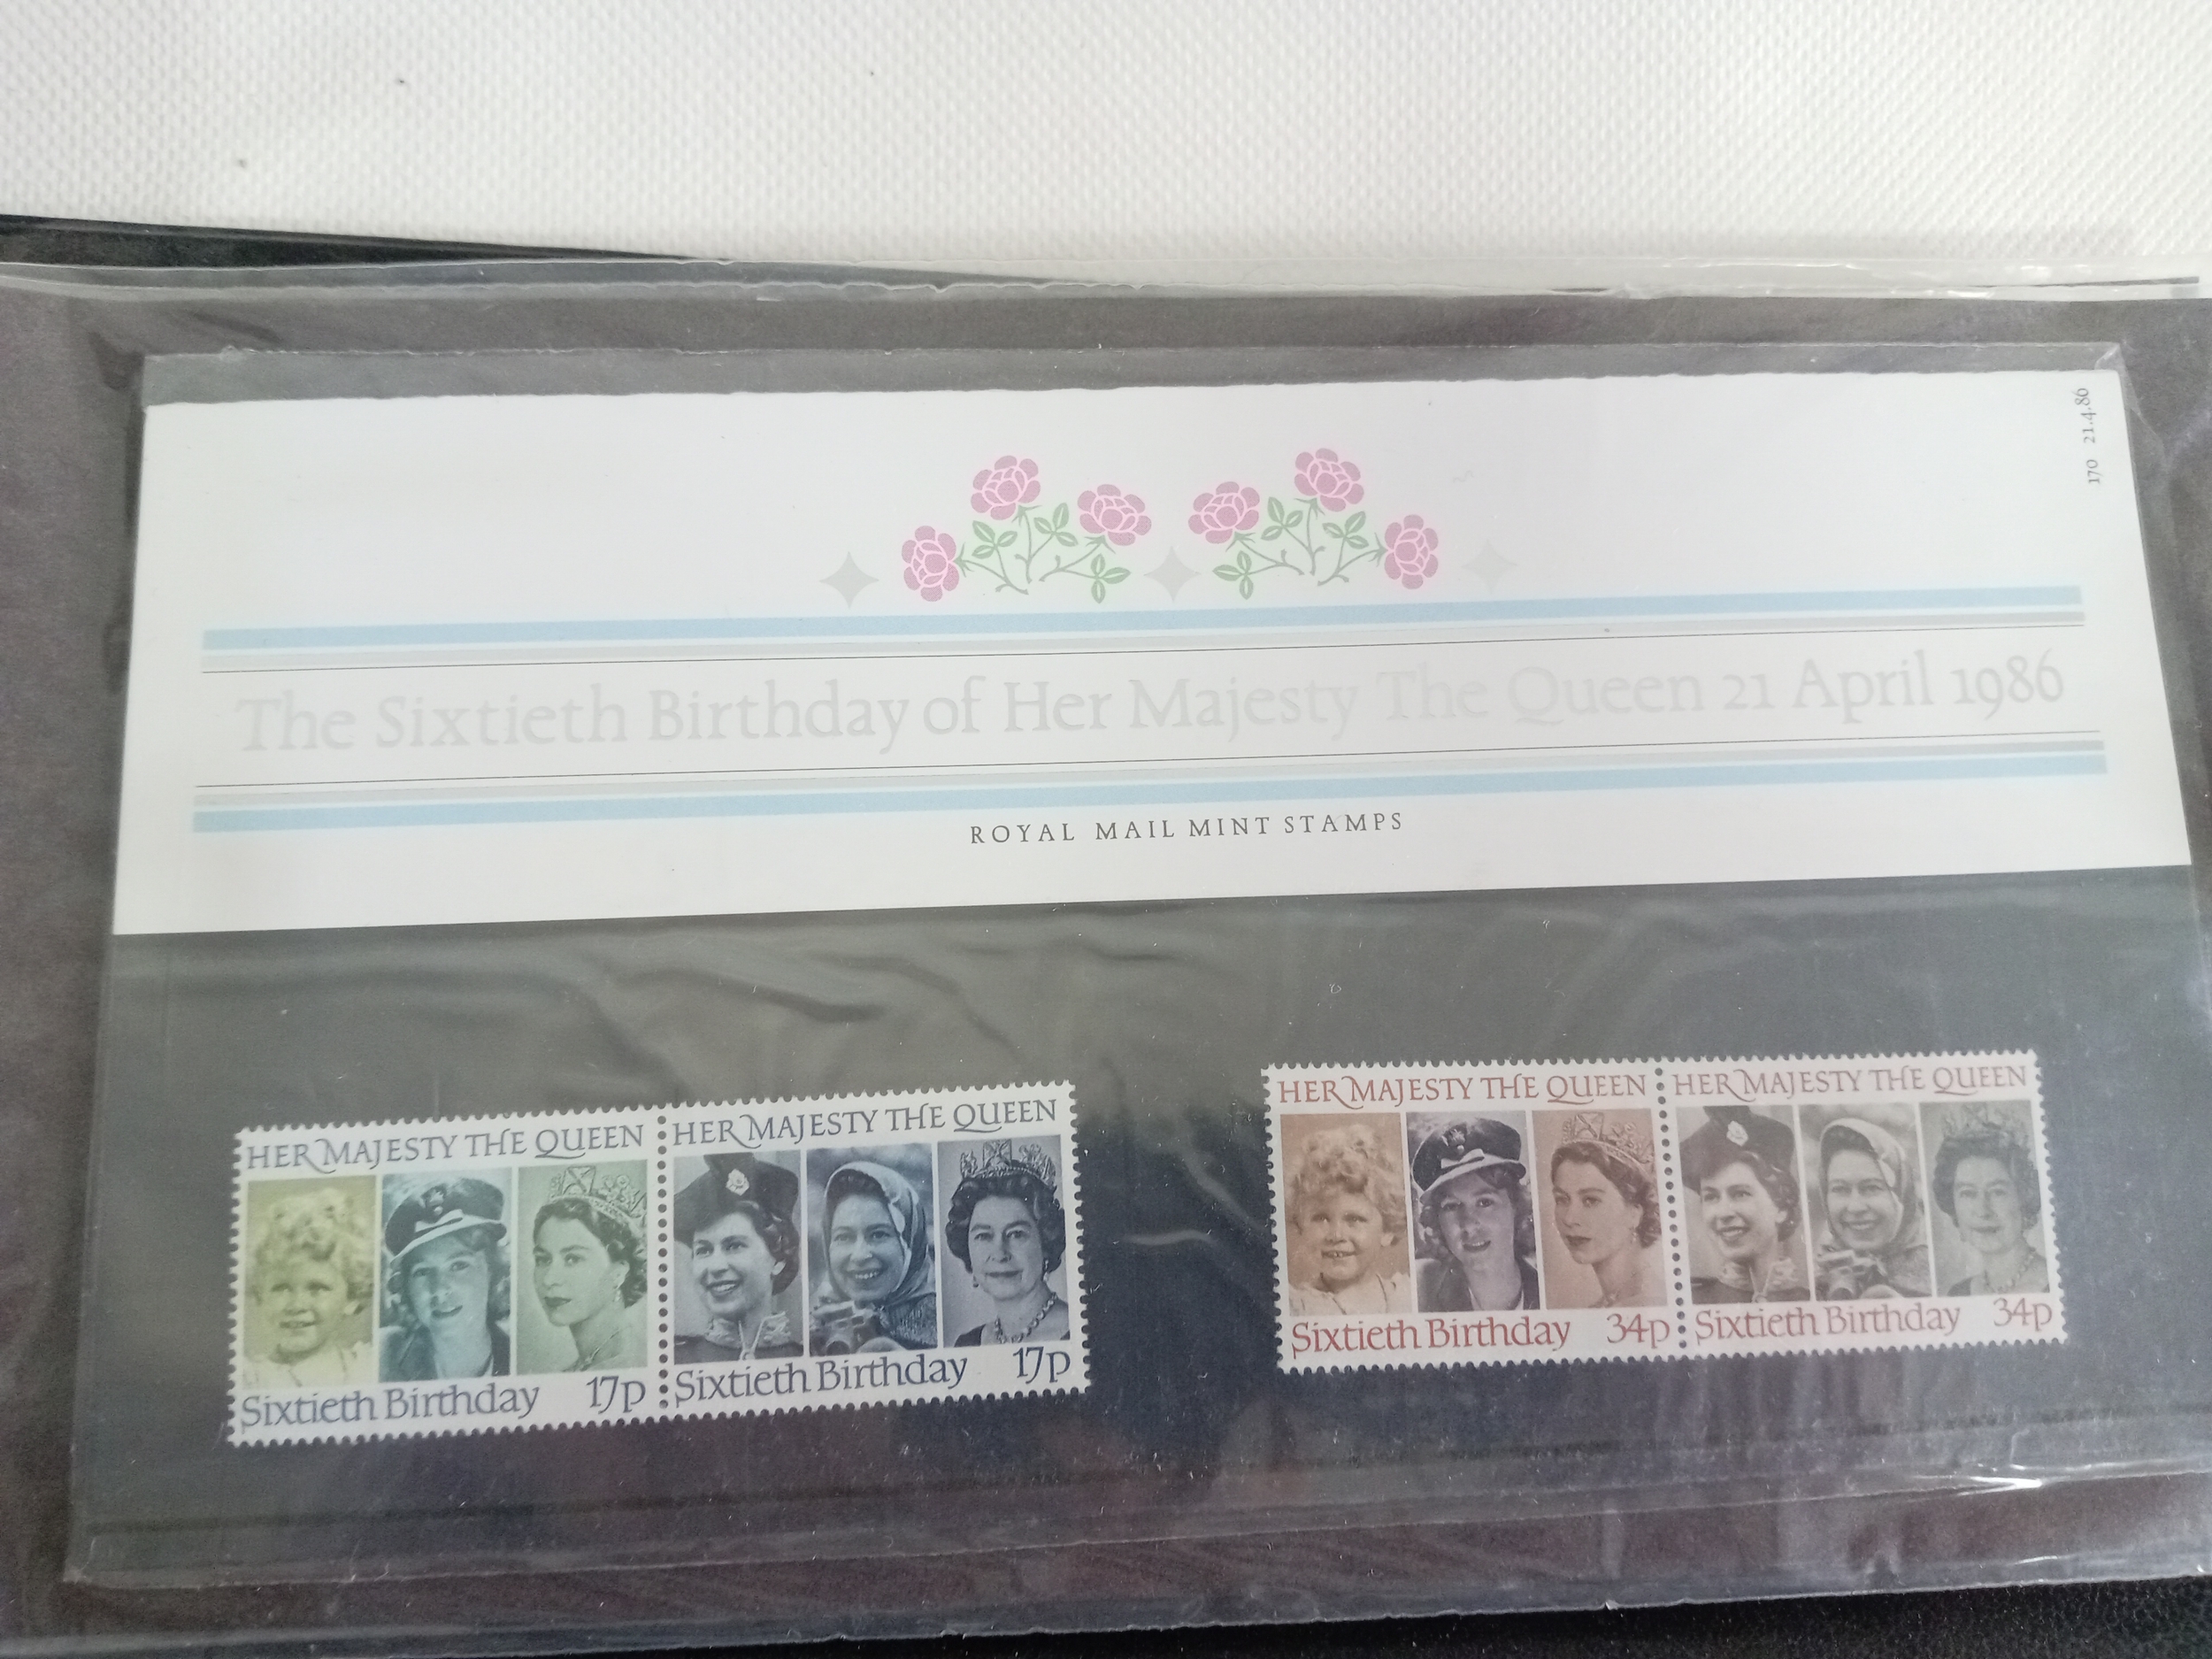 170 21.4.86
The Sixtieth Birthday of Her Majesty The Queen 21 April 1986
ROYAL MAIL MINT STAMPS
HER MAJESTY THE QUEEN
Sixtieth Birthday 17p
HER MAJESTY THE QUEEN
Sixtieth Birthday 17p
HER MAJESTY THE QUEEN
Sixtieth Birthday 34p
HER MAJESTY THE QUEEN
Sixtieth Birthday 34p